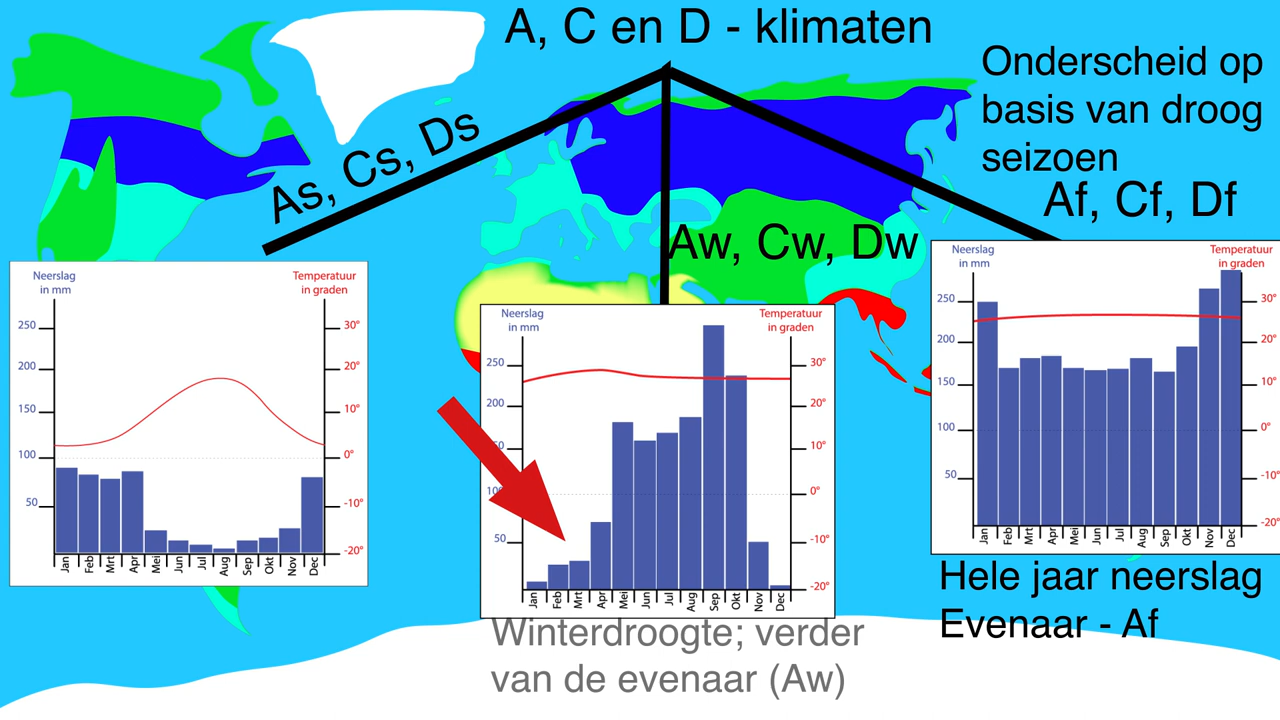 A, C en D - klimaten
Onderscheid op
basis van droog
seizoen
As, Cs, Ds
Aw, Cw, Dw
Af, Cf, Df
Neerslag
in mm
Temperatuur
in graden
250
200
150
100
50
30°
20°
10°
0°
-10°
-20°
Jan Feb Mrt Apr Mei Jun Jul Aug Sep Okt Nov Dec
Neerslag
in mm
Temperatuur
in graden
250
200
50
100
50
30°
20°
10°
0°
-10°
-20°
Jan Feb Mrt Apr Mei Jun Jul Aug Sep Okt Nov Dec
Winterdroogte; verder
van de evenaar (Aw)
Neerslag
in mm
Temperatuur
in graden
250
200
150
100
50
30°
20°
10°
0°
-10°
-20°
Jan Feb Mrt Apr Mei Jun Jul Aug Sep Okt Nov Dec
Hele jaar neerslag
Evenaar - Af